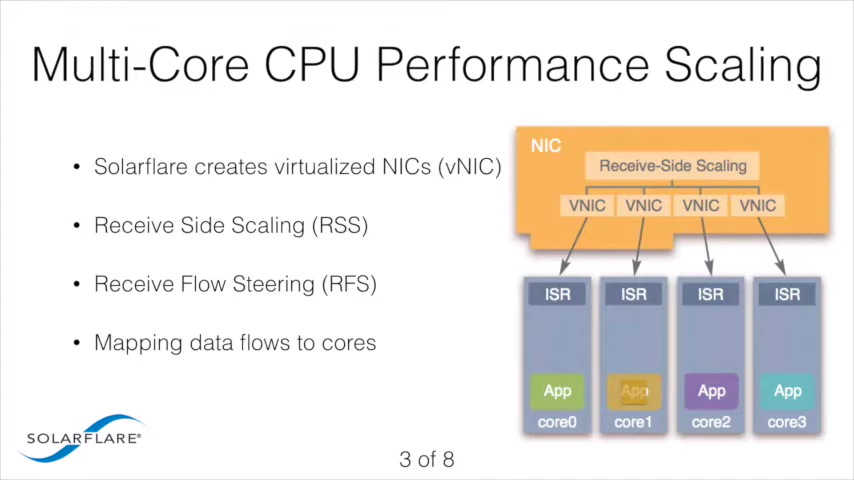 Multi-Core CPU Performance Scaling
• Solarflare creates virtualized NICs (vNIC)
• Receive Side Scaling (RSS)
• Receive Flow Steering (RFS)
• Mapping data flows to cores
NIC
Receive-Side Scaling
VNIC VNIC VNIC VNIC
ISR ISR ISR ISR
App App App App
core0 core1 core2 core3
SOLARFLARE®
3 of 8